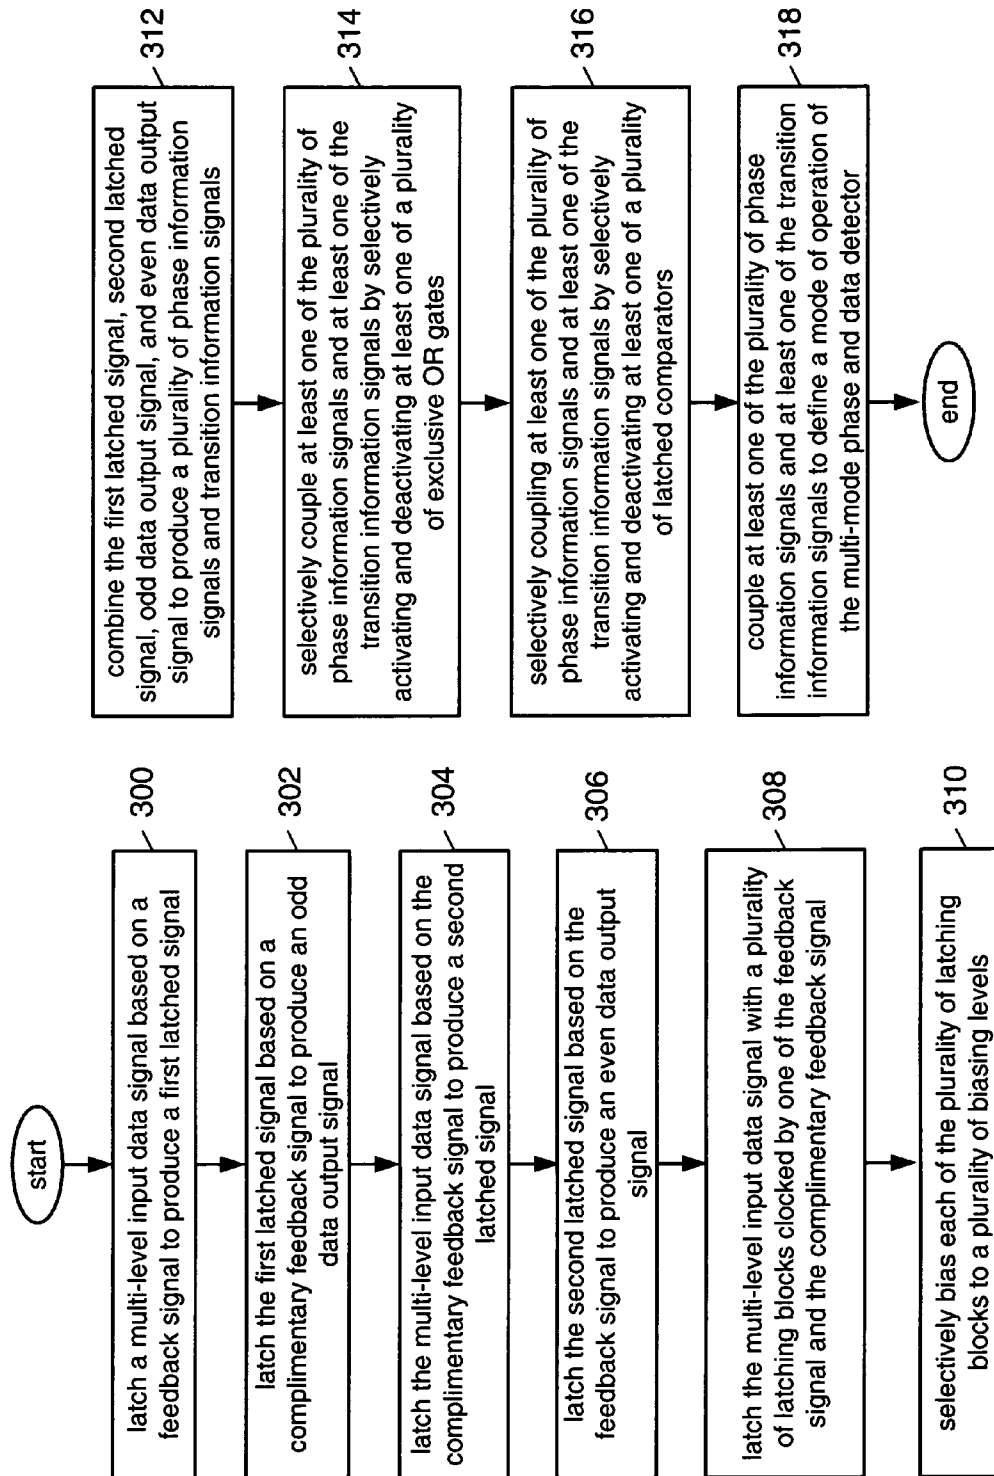 start
latch a multi-level input data signal based on a
feedback signal to produce a first latched signal
300
latch the first latched signal based on a
complimentary feedback signal to produce an odd
data output signal
302
latch the multi-level input data signal based on the
complimentary feedback signal to produce a second
latched signal
304
latch the second latched signal based on the
feedback signal to produce an even data output
signal
306
latch the multi-level input data signal with a plurality
of latching blocks clocked by one of the feedback
signal and the complimentary feedback signal
308
selectively bias each of the plurality of latching
blocks to a plurality of biasing levels
310
combine the first latched signal, second latched
signal, odd data output signal, and even data output
signal to produce a plurality of phase information
signals and transition information signals
312
selectively couple at least one of the plurality of
phase information signals and at least one of the
transition information signals by selectively
activating and deactivating at least one of a plurality
of exclusive OR gates
314
selectively coupling at least one of the plurality of
phase information signals and at least one of the
transition information signals by selectively
activating and deactivating at least one of a plurality
of latched comparators
316
couple at least one of the plurality of phase
information signals and at least one of the transition
information signals to define a mode of operation of
the multi-mode phase and data detector
318
end